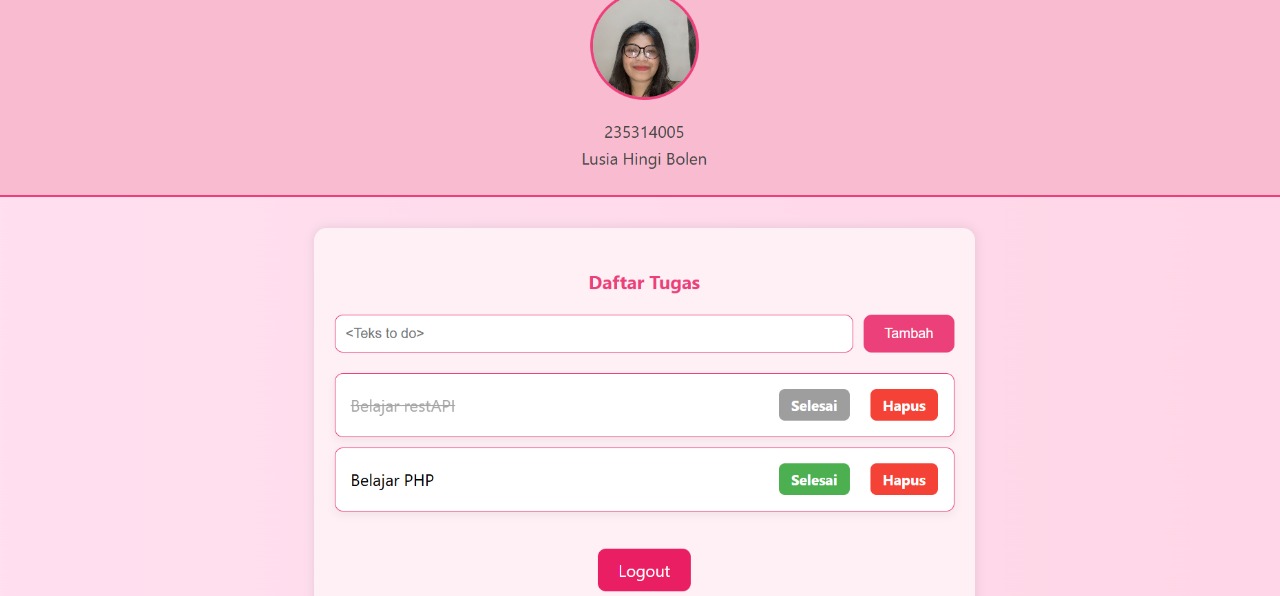 235314005
Lusia Hingi Bolen
Daftar Tugas
<Teks to do> Tambah
Belajar restAPI Selesai Hapus
Belajar PHP Selesai Hapus
Logout